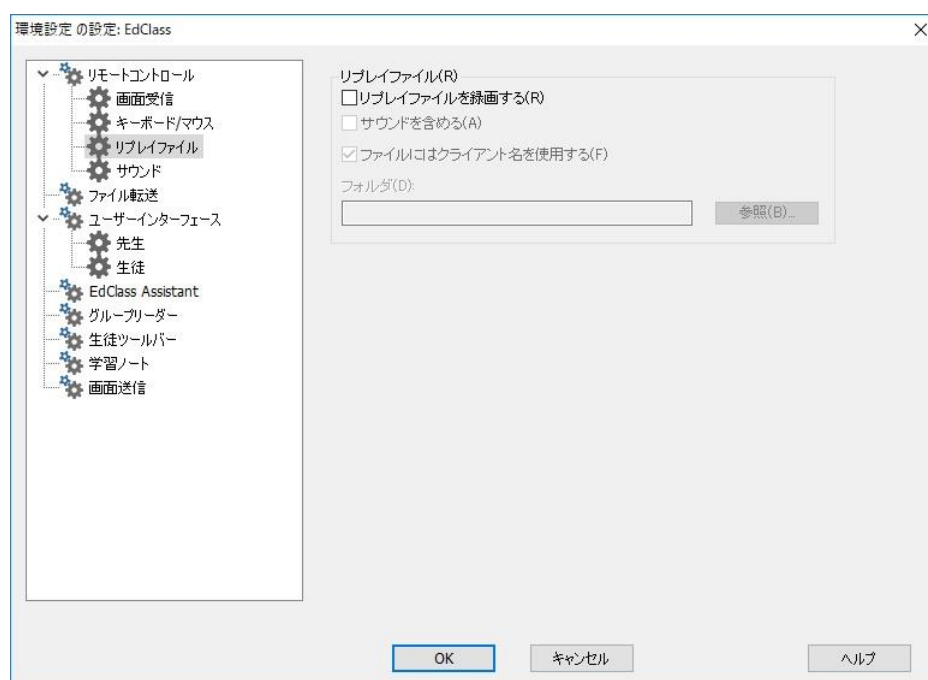 環境設定 の設定: EdClass
リモートコントロール
画面受信
キーボード/マウス
リプレイファイル
サウンド
ファイル転送
ユーザーインターフェース
先生
生徒
EdClass Assistant
グループリーダー
生徒ツールバー
学習ノート
画面送信
リプレイファイル(R)
リプレイファイルを録画する(R)
サウンドを含める(A)
ファイルにはクライアント名を使用する(F)
フォルダ(D):
参照(B)...
OK
キャンセル
ヘルプ